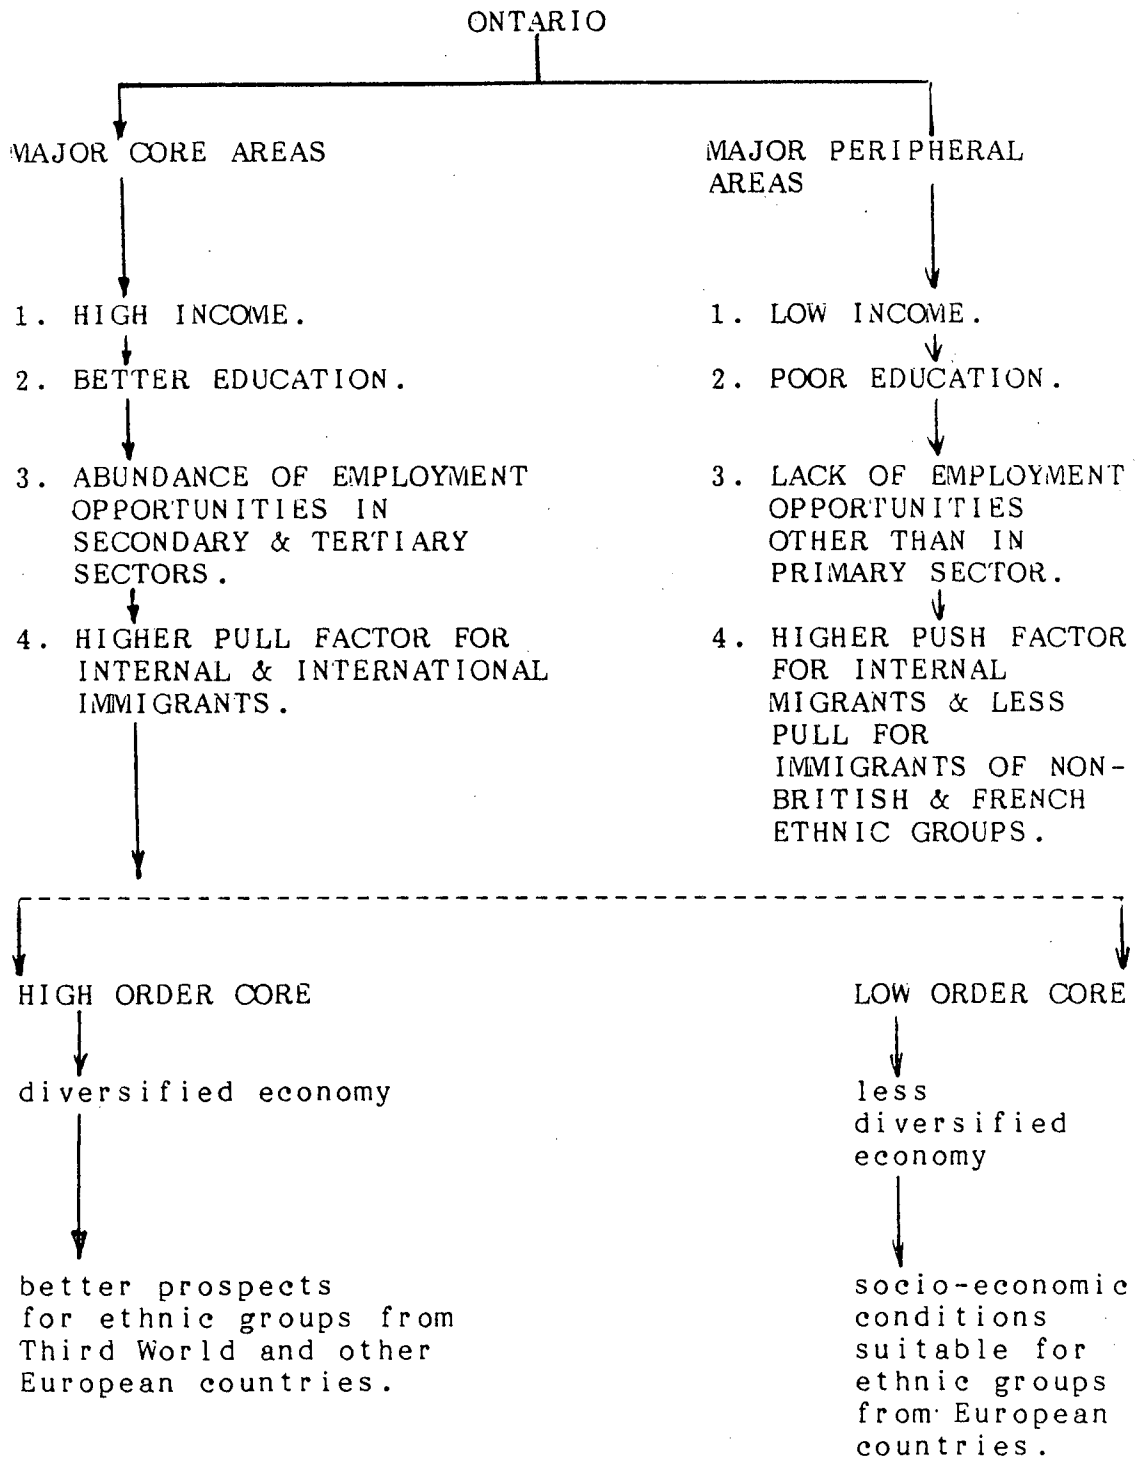 ONTARIO
MAJOR CORE AREAS
MAJOR PERIPHERAL
AREAS
1. HIGH INCOME.
2. BETTER EDUCATION.
3. ABUNDANCE OF EMPLOYMENT
OPPORTUNITIES IN
SECONDARY & TERTIARY
SECTORS.
4. HIGHER PULL FACTOR FOR
INTERNAL & INTERNATIONAL
IMMIGRANTS.
1. LOW INCOME.
2. POOR EDUCATION.
3. LACK OF EMPLOYMENT
OPPORTUNITIES
OTHER THAN IN
PRIMARY SECTOR.
4. HIGHER PUSH FACTOR
FOR INTERNAL
MIGRANTS & LESS
PULL FOR
IMMIGRANTS OF NON-
BRITISH & FRENCH
ETHNIC GROUPS.
HIGH ORDER CORE
diversified economy
better prospects
for ethnic groups from
Third World and other
European countries.
LOW ORDER CORE
less
diversified
economy
socio-economic
conditions
suitable for
ethnic groups
from European
countries.